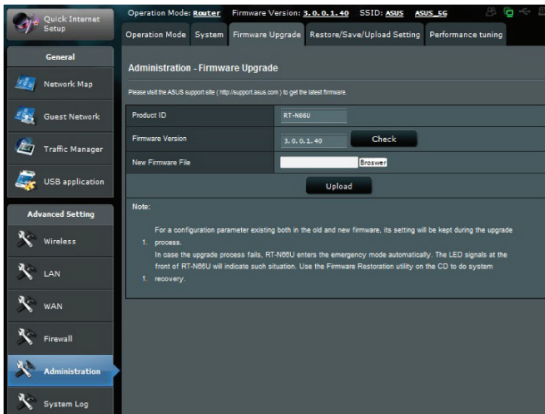 Quick Internet
Setup
Operation Mode: Router Firmware Version: 3.0.0.1.40 SSID: ASUS ASUS_5G
Operation Mode System Firmware Upgrade Restore/Save/Upload Setting Performance tuning
General
Network Map
Guest Network
Traffic Manager
USB application
Advanced Setting
Wireless
LAN
WAN
Firewall
Administration
System Log
Administration - Firmware Upgrade
Please visit the ASUS support site ( http://support.asus.com ) to get the latest firmware.
Product ID RT-N66U
Firmware Version 3.0.0.1.40 Check
New Firmware File Broswer
Upload
Note:
For a configuration parameter existing both in the old and new firmware, its setting will be kept during the upgrade
1. process.
In case the upgrade process fails, RT-N66U enters the emergency mode automatically. The LED signals at the
front of RT-N66U will indicate such situation. Use the Firmware Restoration utility on the CD to do system
1. recovery.